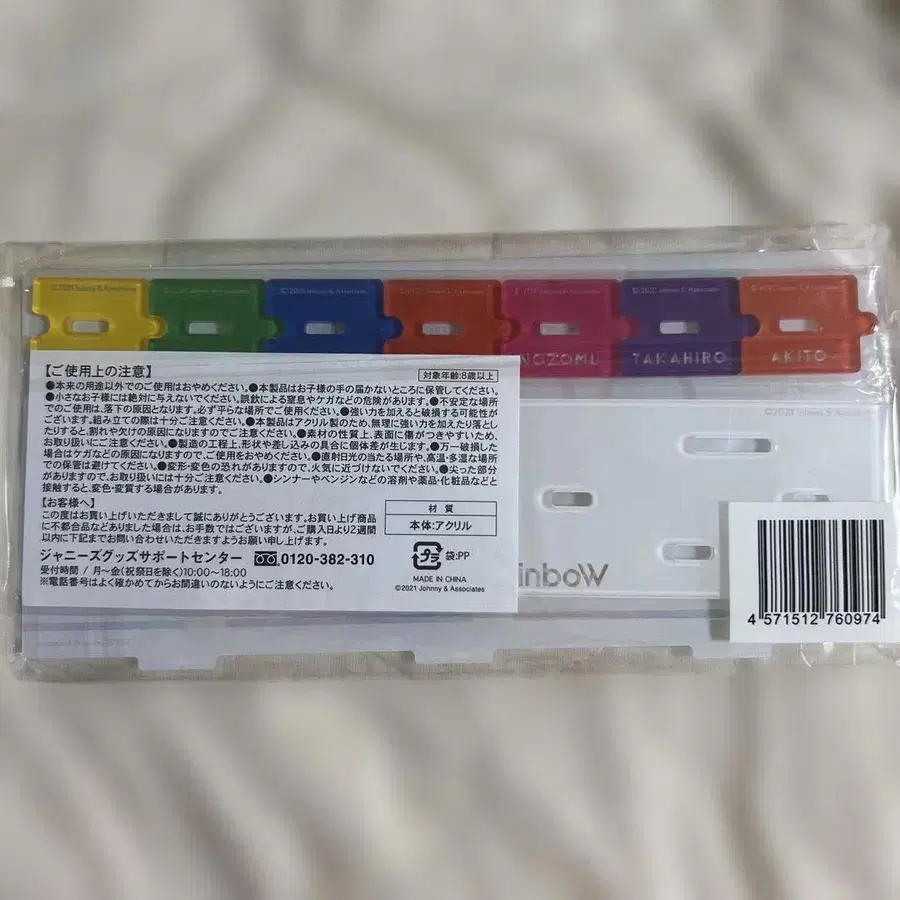 ©2021 Johnny & Associates
©2021 Johnny & Associates
©2021 Johnny & Associates
©2021 Johnny & Associates
©2021 Johnny & Associates
©2021 Johnny & Associates
©2021 Johnny & Associates
NOZOMU
TAKAHIRO
AKITO
【ご使用上の注意】
対象年齢:8歳以上
●本来の用途以外でのご使用はおやめください。●本製品はお子様の手の届かないところに保管してください。
●小さなお子様には絶対に与えないでください。誤飲による窒息やケガなどの危険があります。●不安定な場所
でのご使用は、落下の原因となります。必ず平らな場所でご使用ください。●強い力を加えると破損する可能性が
ございます。組み立ての際は十分ご注意ください。●本製品はアクリル製のため、無理に強い力を加えたり落とし
たりすると、割れや欠けの原因になりますのでご注意ください。●素材の性質上、表面に傷がつきやすいため、
お取り扱いにご注意ください。●製造の工程上、形状や差し込みの具合に個体差が生じます。●万一破損した
場合はケガなどの原因になりますので、ご使用をおやめください。●直射日光の当たる場所や、高温・多湿な場所
での保管は避けてください。●変形・変色の恐れがありますので、火気に近づけないでください。●尖った部分
がありますので、お取り扱いには十分ご注意ください。●シンナーやベンジンなどの溶剤や薬品・化粧品などと
接触すると、変色・変質する場合があります。
【お客様へ】
この度はお買い上げいただきまして誠にありがとうございます。お買い上げ商品
に不都合品などありました場合は、お手数ではございますが、ご購入日より2週間
以内に下記までお問い合わせいただきますようお願い申し上げます。
ジャニーズグッズサポートセンター 0120-382-310
受付時間 / 月〜金(祝祭日を除く)10:00〜18:00
※電話番号はよく確かめてからお間違いのないようにご注意ください。
材 質
本体:アクリル
プラ 袋:PP
MADE IN CHINA
©2021 Johnny & Associates
©2021 Johnny & Associates
inboW
4 571512 760974